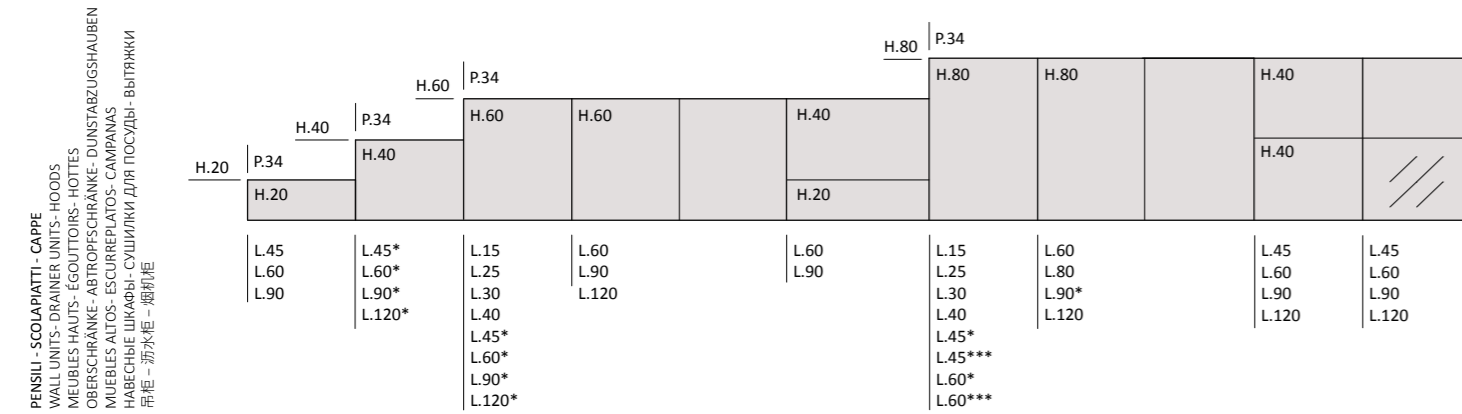 PENSILI - SCOLAPIATTI - CAPPE
WALL UNITS- DRAINER UNITS- HOODS
MEUBLES HAUTS- ÉGOUTTOIRS- HOTTES
OBERSCHRÄNKE- ABTROPFSCHRÄNKE- DUNSTABZUGSHAUBEN
MUEBLES ALTOS- ESCURREPLATOS- CAMPANAS
НАВЕСНЫЕ ШКАФЫ- СУШИЛКИ ДЛЯ ПОСУДЫ- ВЫТЯЖКИ
吊柜 – 沥水柜 – 烟机柜
H.20
P.34
H.20
L.45
L.60
L.90
H.40
P.34
H.40
L.45*
L.60*
L.90*
L.120*
H.60
P.34
H.60
L.15
L.25
L.30
L.40
L.45*
L.60*
L.90*
L.120*
H.60
L.60
L.90
L.120
H.40
H.20
L.60
L.90
H.80
P.34
H.80
L.15
L.25
L.30
L.40
L.45*
L.45***
L.60*
L.60***
H.80
L.60
L.80
L.90*
L.120
H.40
H.40
L.45
L.60
L.90
L.120
L.45
L.60
L.90
L.120